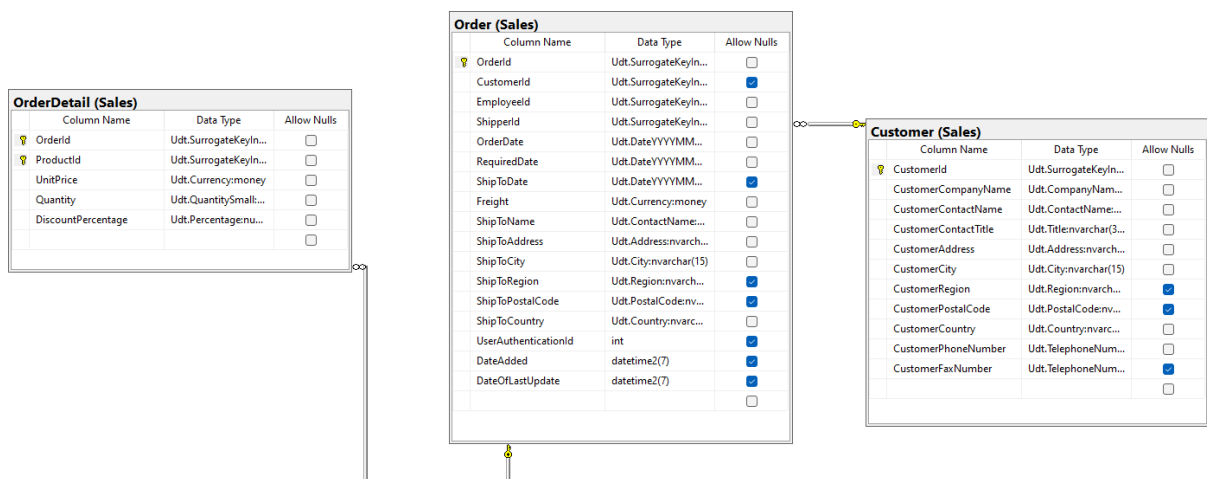 Order (Sales)
Column Name Data Type Allow Nulls
OrderId Udt.SurrogateKeyIn...
CustomerId Udt.SurrogateKeyIn...
EmployeeId Udt.SurrogateKeyIn...
ShipperId Udt.SurrogateKeyIn...
OrderDate Udt.DateYYYYMM...
RequiredDate Udt.DateYYYYMM...
ShipToDate Udt.DateYYYYMM...
Freight Udt.Currency:money
ShipToName Udt.ContactName:...
ShipToAddress Udt.Address:nvarch...
ShipToCity Udt.City:nvarchar(15)
ShipToRegion Udt.Region:nvarch...
ShipToPostalCode Udt.PostalCode:nv...
ShipToCountry Udt.Country:nvarc...
UserAuthenticationId int
DateAdded datetime2(7)
DateOfLastUpdate datetime2(7)
OrderDetail (Sales)
Column Name Data Type Allow Nulls
OrderId Udt.SurrogateKeyIn...
ProductId Udt.SurrogateKeyIn...
UnitPrice Udt.Currency:money
Quantity Udt.QuantitySmall:...
DiscountPercentage Udt.Percentage:nu...
Customer (Sales)
Column Name Data Type Allow Nulls
CustomerId Udt.SurrogateKeyIn...
CustomerCompanyName Udt.CompanyNam...
CustomerContactName Udt.ContactName:...
CustomerContactTitle Udt.Title:nvarchar(3...
CustomerAddress Udt.Address:nvarch...
CustomerCity Udt.City:nvarchar(15)
CustomerRegion Udt.Region:nvarch...
CustomerPostalCode Udt.PostalCode:nv...
CustomerCountry Udt.Country:nvarc...
CustomerPhoneNumber Udt.TelephoneNum...
CustomerFaxNumber Udt.TelephoneNum...